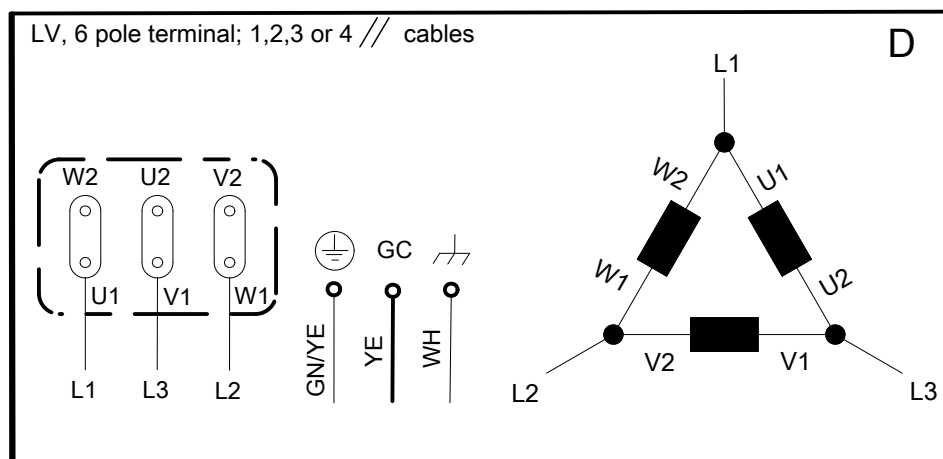 LV, 6 pole terminal; 1,2,3 or 4 // cables
D
L1
W2 U2 V2
W2 U1
GC
W1 U2
U1 V1 W1
GN/YE YE WH
V2 V1
L1 L3 L2
L2 L3